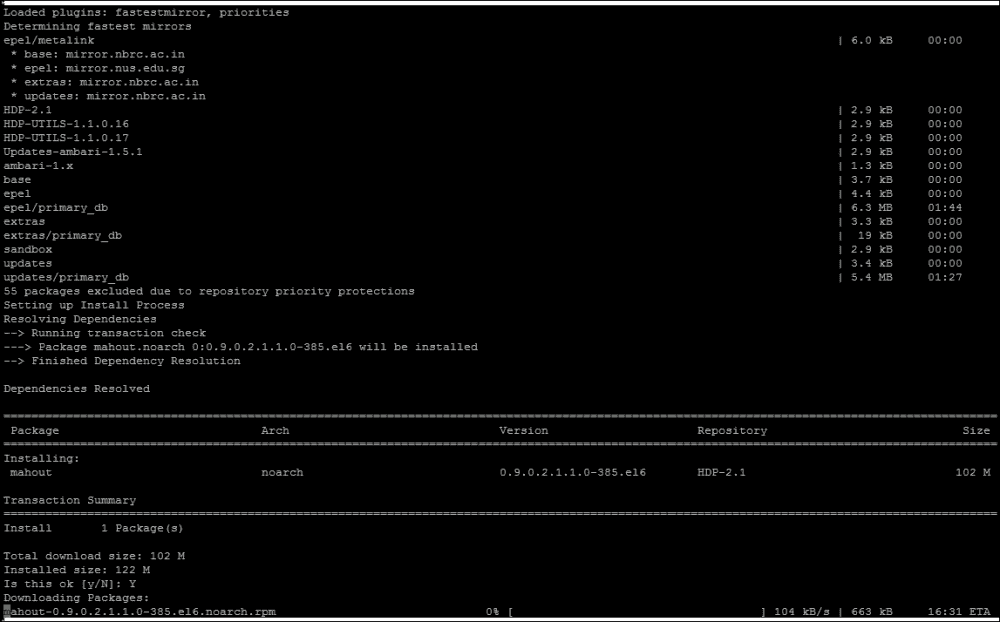 Loaded plugins: fastestmirror, priorities
Determining fastest mirrors
epel/metalink | 6.0 kB 00:00
* base: mirror.nbrc.ac.in
* epel: mirror.nus.edu.sg
* extras: mirror.nbrc.ac.in
* updates: mirror.nbrc.ac.in
HDP-2.1 | 2.9 kB 00:00
HDP-UTILS-1.1.0.16 | 2.9 kB 00:00
HDP-UTILS-1.1.0.17 | 2.9 kB 00:00
Updates-ambari-1.5.1 | 2.9 kB 00:00
ambari-1.x | 1.3 kB 00:00
base | 3.7 kB 00:00
epel | 4.4 kB 00:00
epel/primary_db | 6.3 MB 01:44
extras | 3.3 kB 00:00
extras/primary_db | 19 kB 00:00
sandbox | 2.9 kB 00:00
updates | 3.4 kB 00:00
updates/primary_db | 5.4 MB 01:27
55 packages excluded due to repository priority protections
Setting up Install Process
Resolving Dependencies
--> Running transaction check
---> Package mahout.noarch 0:0.9.0.2.1.1.0-385.el6 will be installed
--> Finished Dependency Resolution
Dependencies Resolved
Package Arch Version Repository Size
Installing:
mahout noarch 0.9.0.2.1.1.0-385.el6 HDP-2.1 102 M
Transaction Summary
Install 1 Package(s)
Total download size: 102 M
Installed size: 122 M
Is this ok [y/N]: Y
Downloading Packages:
mahout-0.9.0.2.1.1.0-385.el6.noarch.rpm 0% [ ] 104 kB/s | 663 kB 16:31 ETA